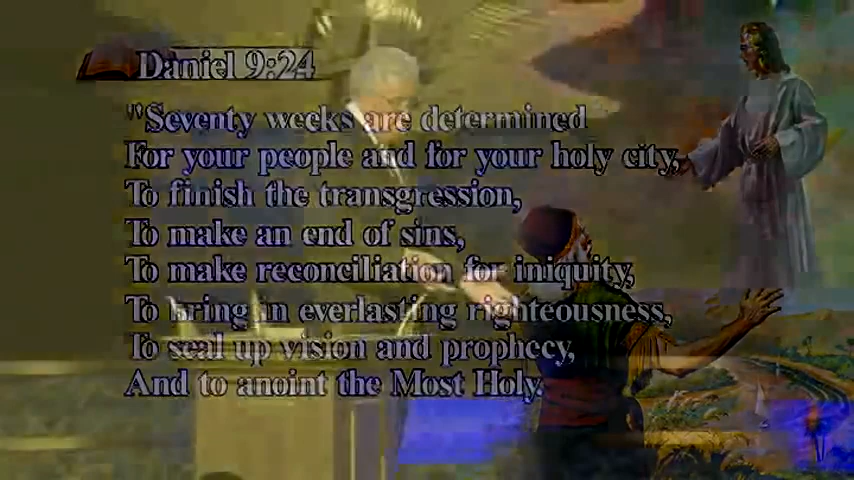 Daniel 9:24
"Seventy weeks are determined
For your people and for your holy city,
To finish the transgression,
To make an end of sins,
To make reconciliation for iniquity,
To bring in everlasting righteousness,
To seal up vision and prophecy,
And to anoint the Most Holy.